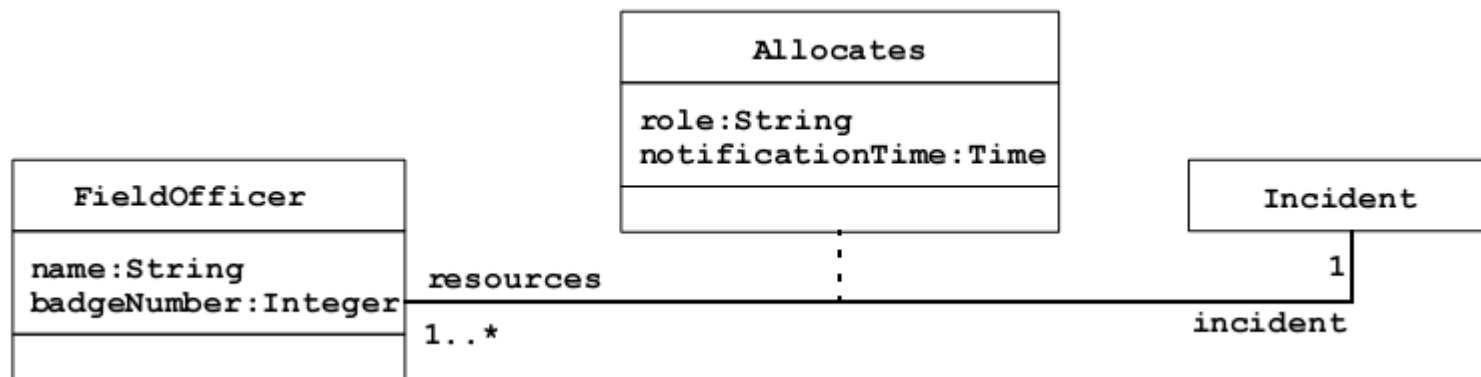 Allocates
role:String
notificationTime:Time
FieldOfficer
name:String
badgeNumber:Integer
resources
1..*
Incident
1
incident